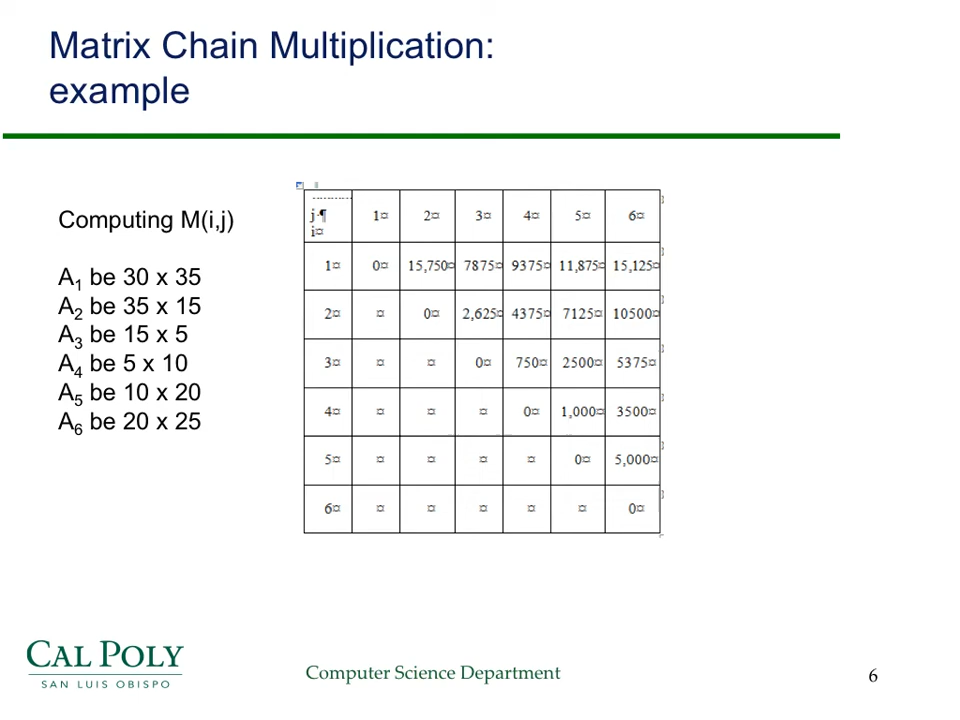 Matrix Chain Multiplication:
example
Computing M(i,j)
A1 be 30 x 35
A2 be 35 x 15
A3 be 15 x 5
A4 be 5 x 10
A5 be 10 x 20
A6 be 20 x 25
j·¶
i¤ 1¤ 2¤ 3¤ 4¤ 5¤ 6¤
1¤ 0¤ 15,750¤ 7875¤ 9375¤ 11,875¤ 15,125¤
2¤ ¤ 0¤ 2,625¤ 4375¤ 7125¤ 10500¤
3¤ ¤ ¤ 0¤ 750¤ 2500¤ 5375¤
4¤ ¤ ¤ ¤ 0¤ 1,000¤ 3500¤
5¤ ¤ ¤ ¤ ¤ 0¤ 5,000¤
6¤ ¤ ¤ ¤ ¤ ¤ 0¤
CAL POLY
SAN LUIS OBISPO
Computer Science Department
6